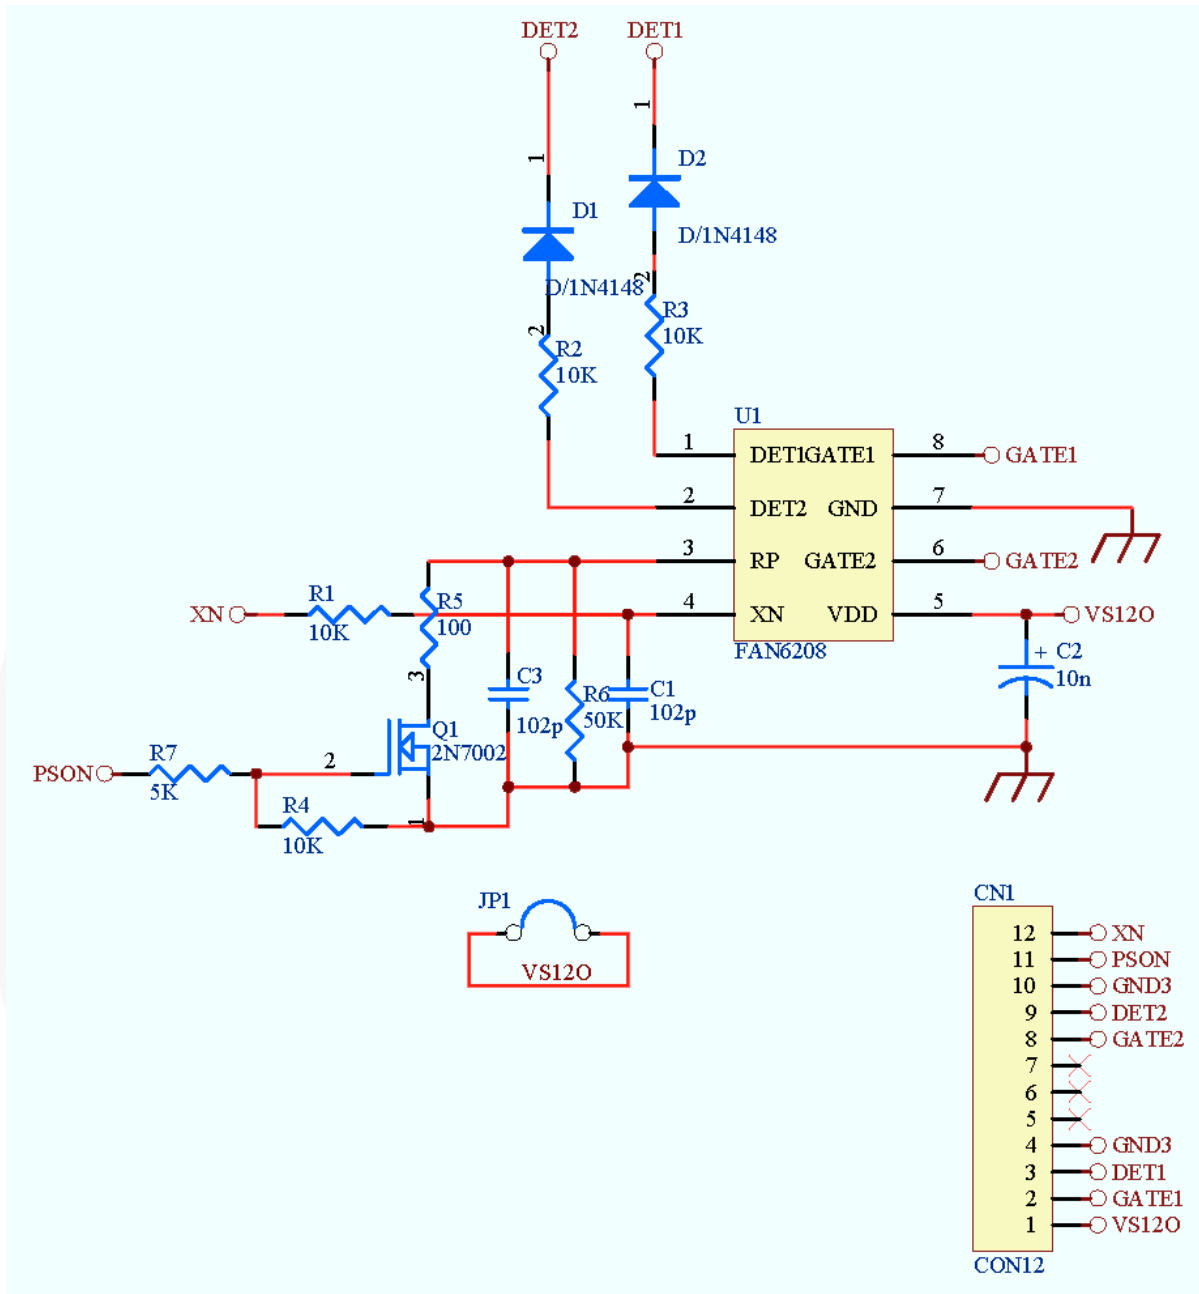 DET2 DET1
1
1
D2
D1
D/1N4148
2
D/1N4148
R3
10K
2
R2
10K
U1
1 DET1 GATE1 8 GATE1
2 DET2 GND 7
3 RP GATE2 6 GATE2
4 XN VDD 5 VS12O
FAN6208
XN R1
10K
R5
100
C2
+
10n
3
C3
102p
R6
50K
C1
102p
Q1
2N7002
PSON R7
5K
2
R4
10K
1
JP1
VS12O
CN1
12 XN
11 PSON
10 GND3
9 DET2
8 GATE2
7
6
5
4 GND3
3 DET1
2 GATE1
1 VS12O
CON12